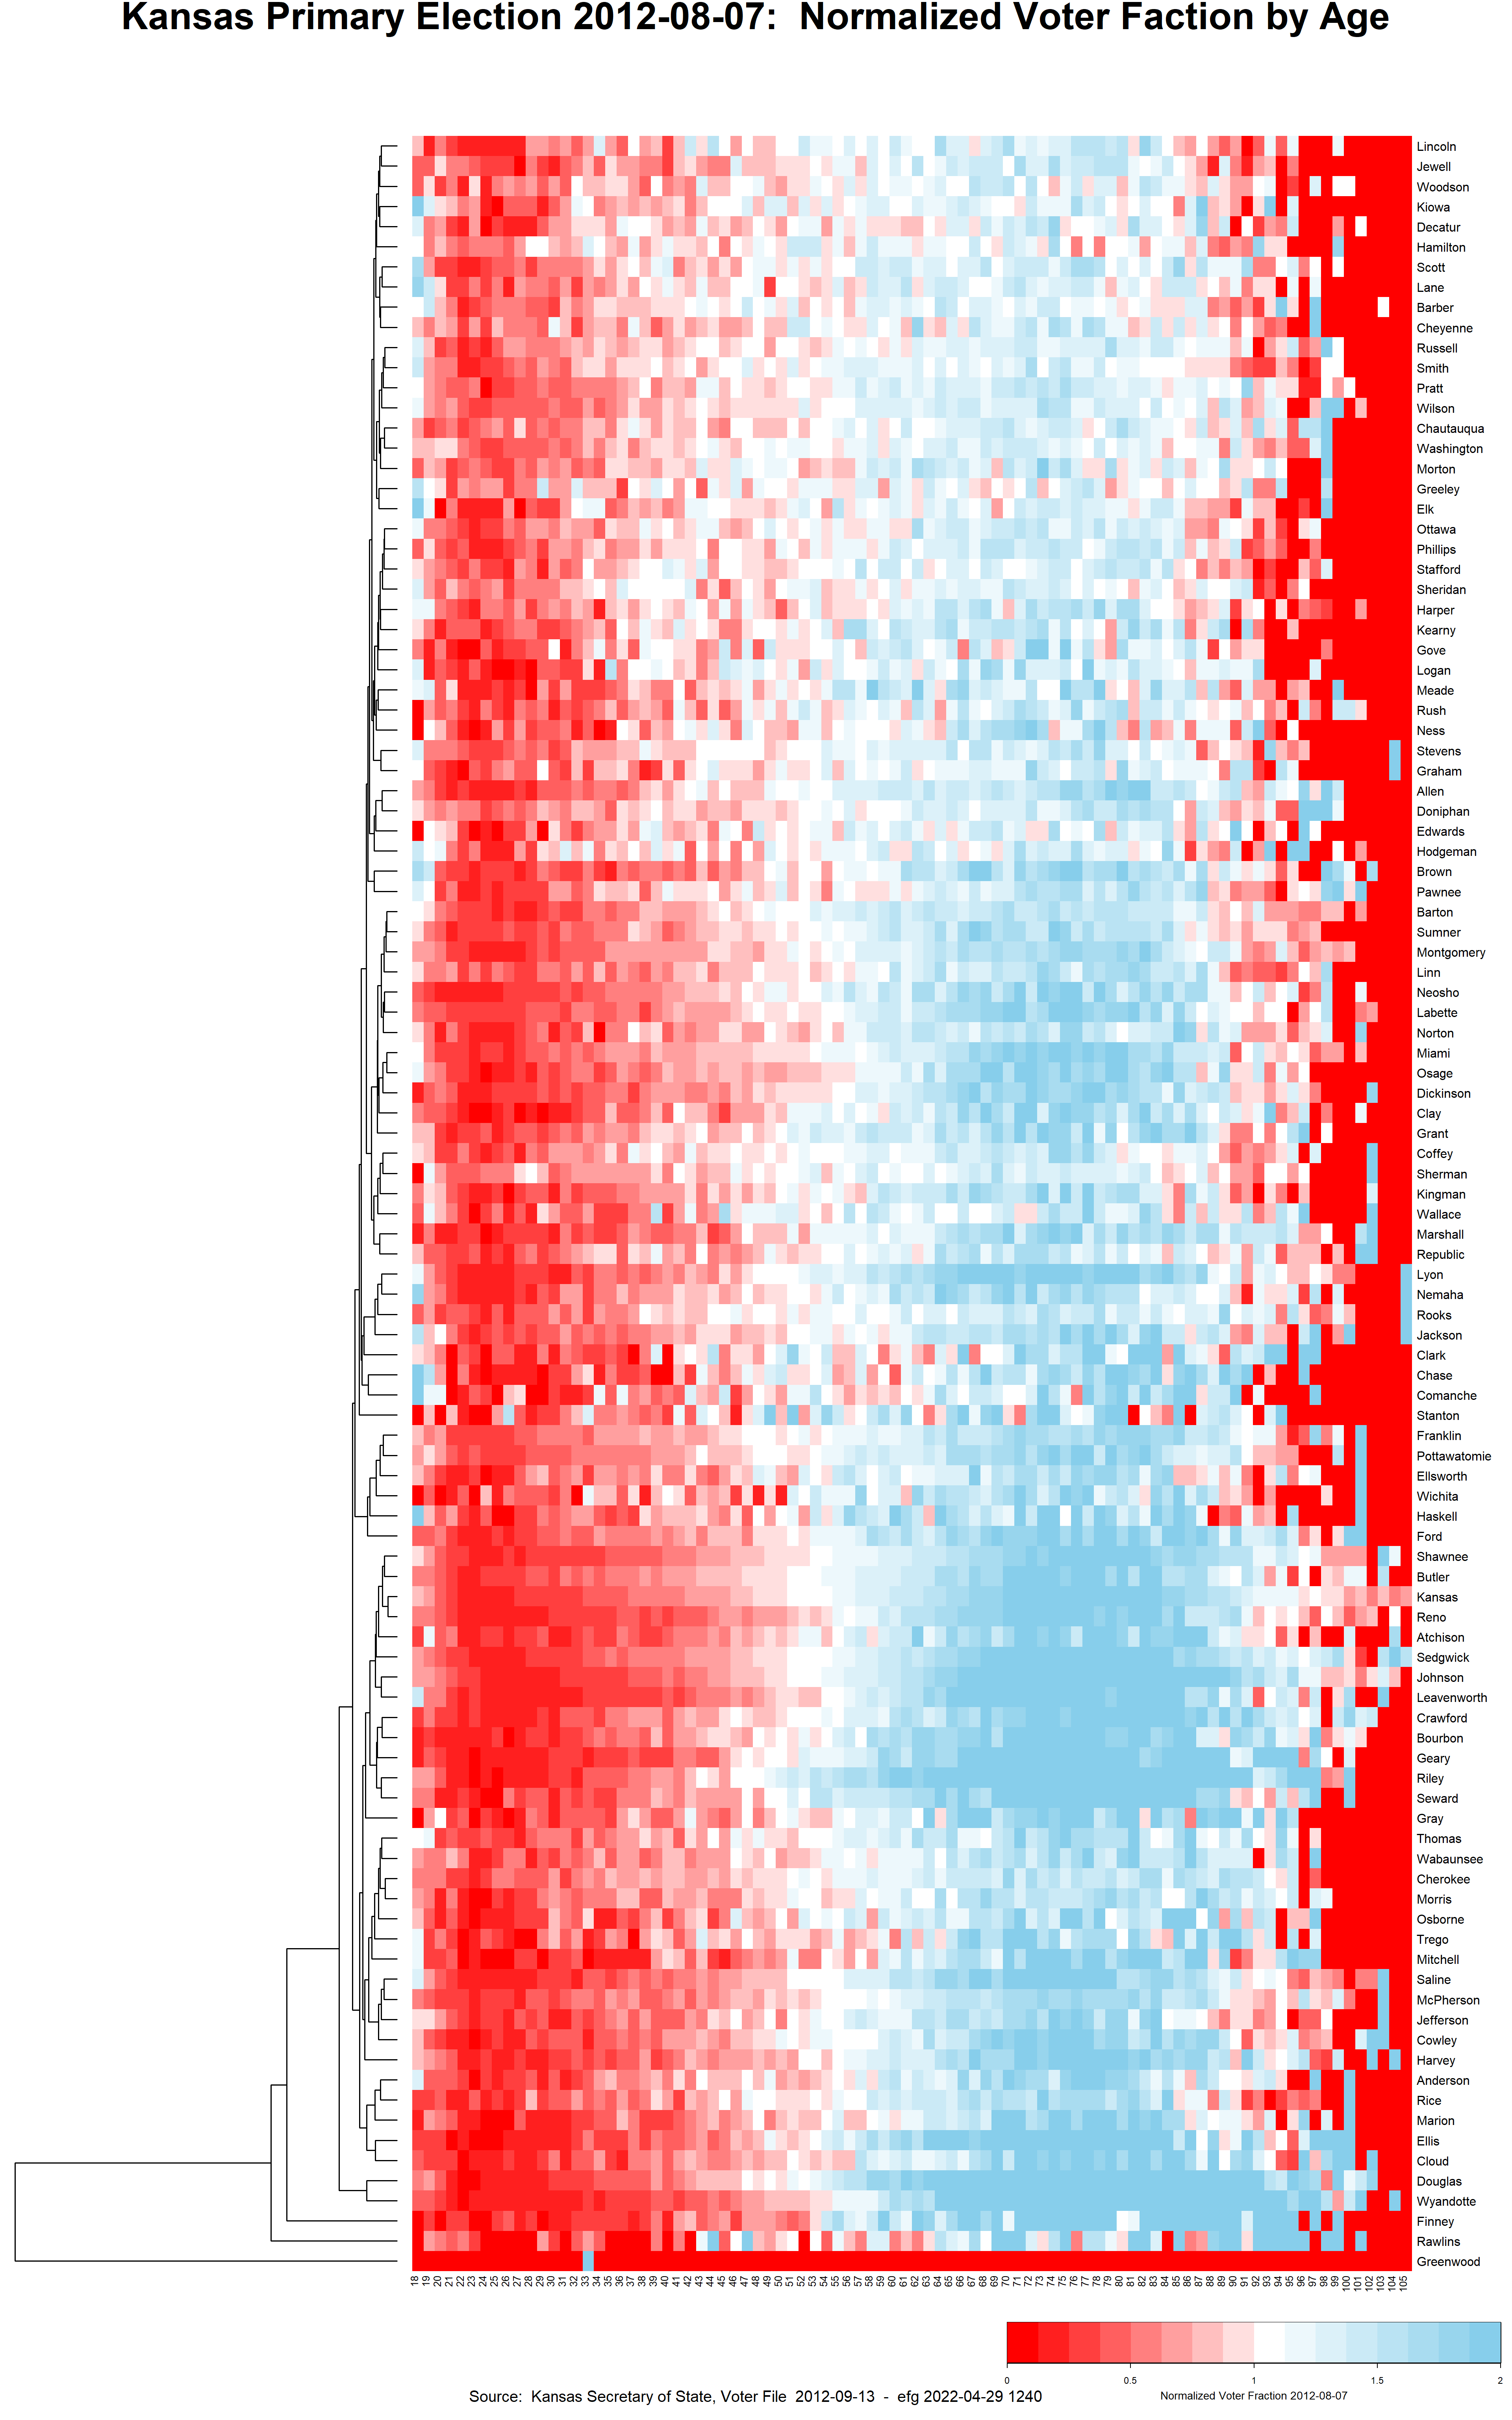 Kansas Primary Election 2012-08-07:  Normalized Voter Faction by Age
Lincoln
Jewell
Woodson
Kiowa
Decatur
Hamilton
Scott
Lane
Barber
Cheyenne
Russell
Smith
Pratt
Wilson
Chautauqua
Washington
Morton
Greeley
Elk
Ottawa
Phillips
Stafford
Sheridan
Harper
Kearny
Gove
Logan
Meade
Rush
Ness
Stevens
Graham
Allen
Doniphan
Edwards
Hodgeman
Brown
Pawnee
Barton
Sumner
Montgomery
Linn
Neosho
Labette
Norton
Miami
Osage
Dickinson
Clay
Grant
Coffey
Sherman
Kingman
Wallace
Marshall
Republic
Lyon
Nemaha
Rooks
Jackson
Clark
Chase
Comanche
Stanton
Franklin
Pottawatomie
Ellsworth
Wichita
Haskell
Ford
Shawnee
Butler
Kansas
Reno
Atchison
Sedgwick
Johnson
Leavenworth
Crawford
Bourbon
Geary
Riley
Seward
Gray
Thomas
Wabaunsee
Cherokee
Morris
Osborne
Trego
Mitchell
Saline
McPherson
Jefferson
Cowley
Harvey
Anderson
Rice
Marion
Ellis
Cloud
Douglas
Wyandotte
Finney
Rawlins
Greenwood
18 19 20 21 22 23 24 25 26 27 28 29 30 31 32 33 34 35 36 37 38 39 40 41 42 43 44 45 46 47 48 49 50 51 52 53 54 55 56 57 58 59 60 61 62 63 64 65 66 67 68 69 70 71 72 73 74 75 76 77 78 79 80 81 82 83 84 85 86 87 88 89 90 91 92 93 94 95 96 97 98 99 100 101 102 103 104 105
0 0.5 1 1.5 2
Normalized Voter Fraction 2012-08-07
Source:  Kansas Secretary of State, Voter File  2012-09-13  -  efg 2022-04-29 1240